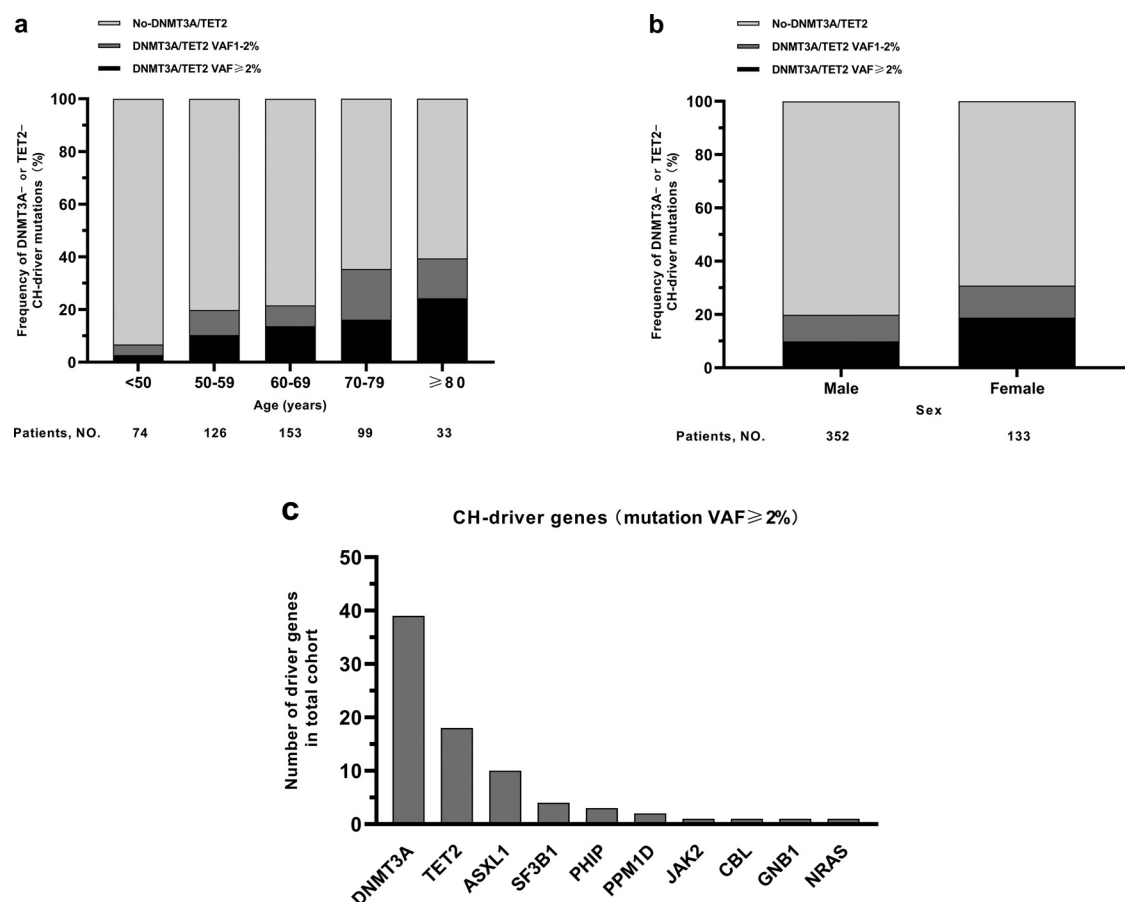 a
No-DNMT3A/TET2
DNMT3A/TET2 VAF1-2%
DNMT3A/TET2 VAF≥2%
Frequency of DNMT3A- or TET2-
CH-driver mutations (%)
100
80
60
40
20
0
<50 50-59 60-69 70-79 ≥80
Age (years)
Patients, NO. 74 126 153 99 33
b
No-DNMT3A/TET2
DNMT3A/TET2 VAF1-2%
DNMT3A/TET2 VAF≥2%
Frequency of DNMT3A- or TET2-
CH-driver mutations (%)
100
80
60
40
20
0
Male Female
Sex
Patients, NO. 352 133
c
CH-driver genes (mutation VAF≥2%)
Number of driver genes
in total cohort
50
40
30
20
10
0
DNMT3A TET2 ASXL1 SF3B1 PHIP PPM1D JAK2 CBL GNB1 NRAS